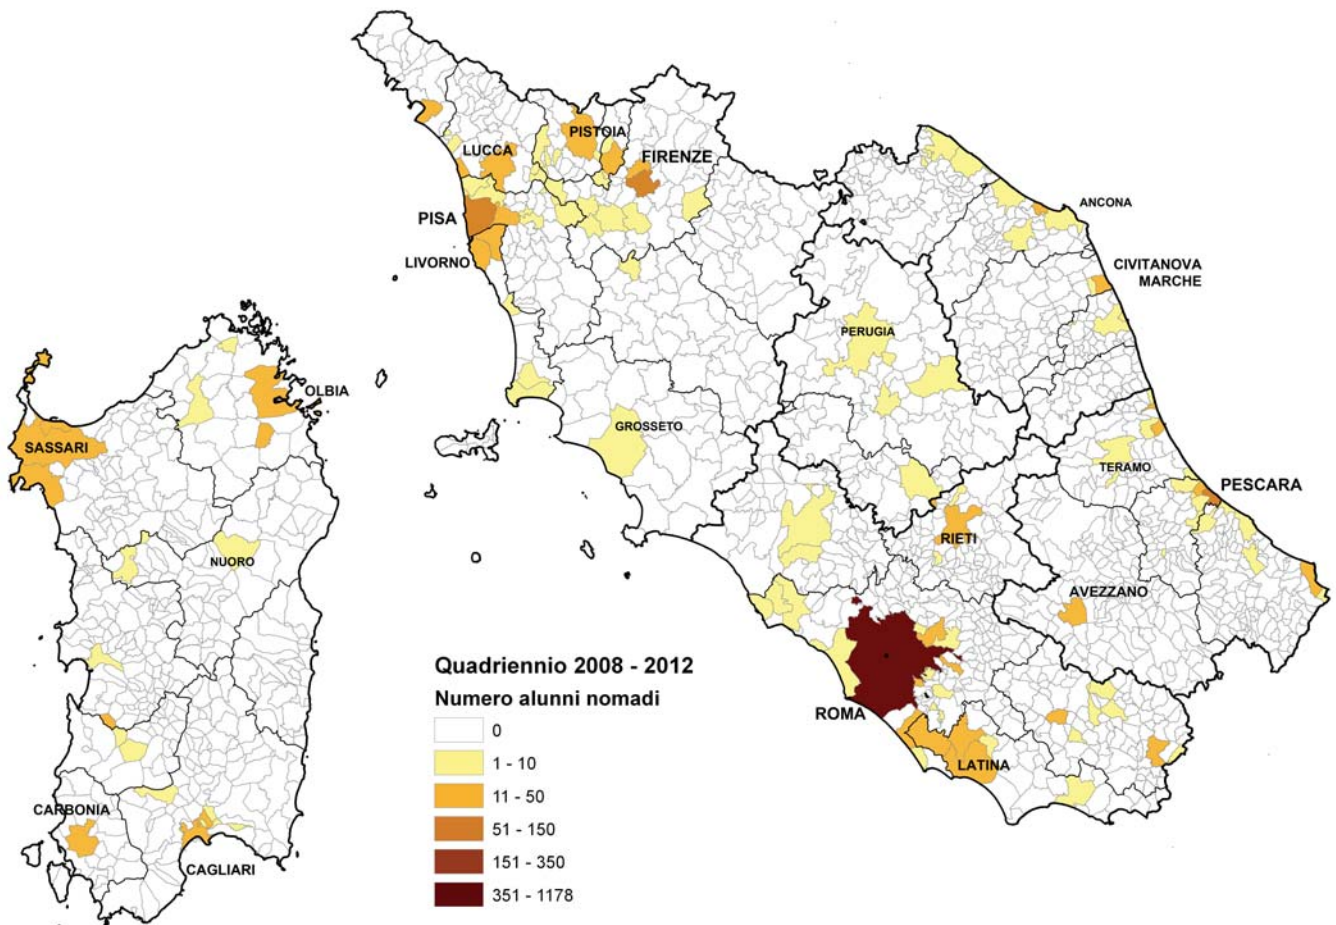 PISTOIA
LUCCA
FIRENZE
PISA
ANCONA
LIVORNO
CIVITANOVA
MARCHE
PERUGIA
OLBIA
GROSSETO
SASSARI
TERAMO
PESCARA
RIETI
NUORO
AVEZZANO
Quadriennio 2008 - 2012
Numero alunni nomadi
0
1 - 10
11 - 50
51 - 150
151 - 350
351 - 1178
ROMA
LATINA
CARBONIA
CAGLIARI